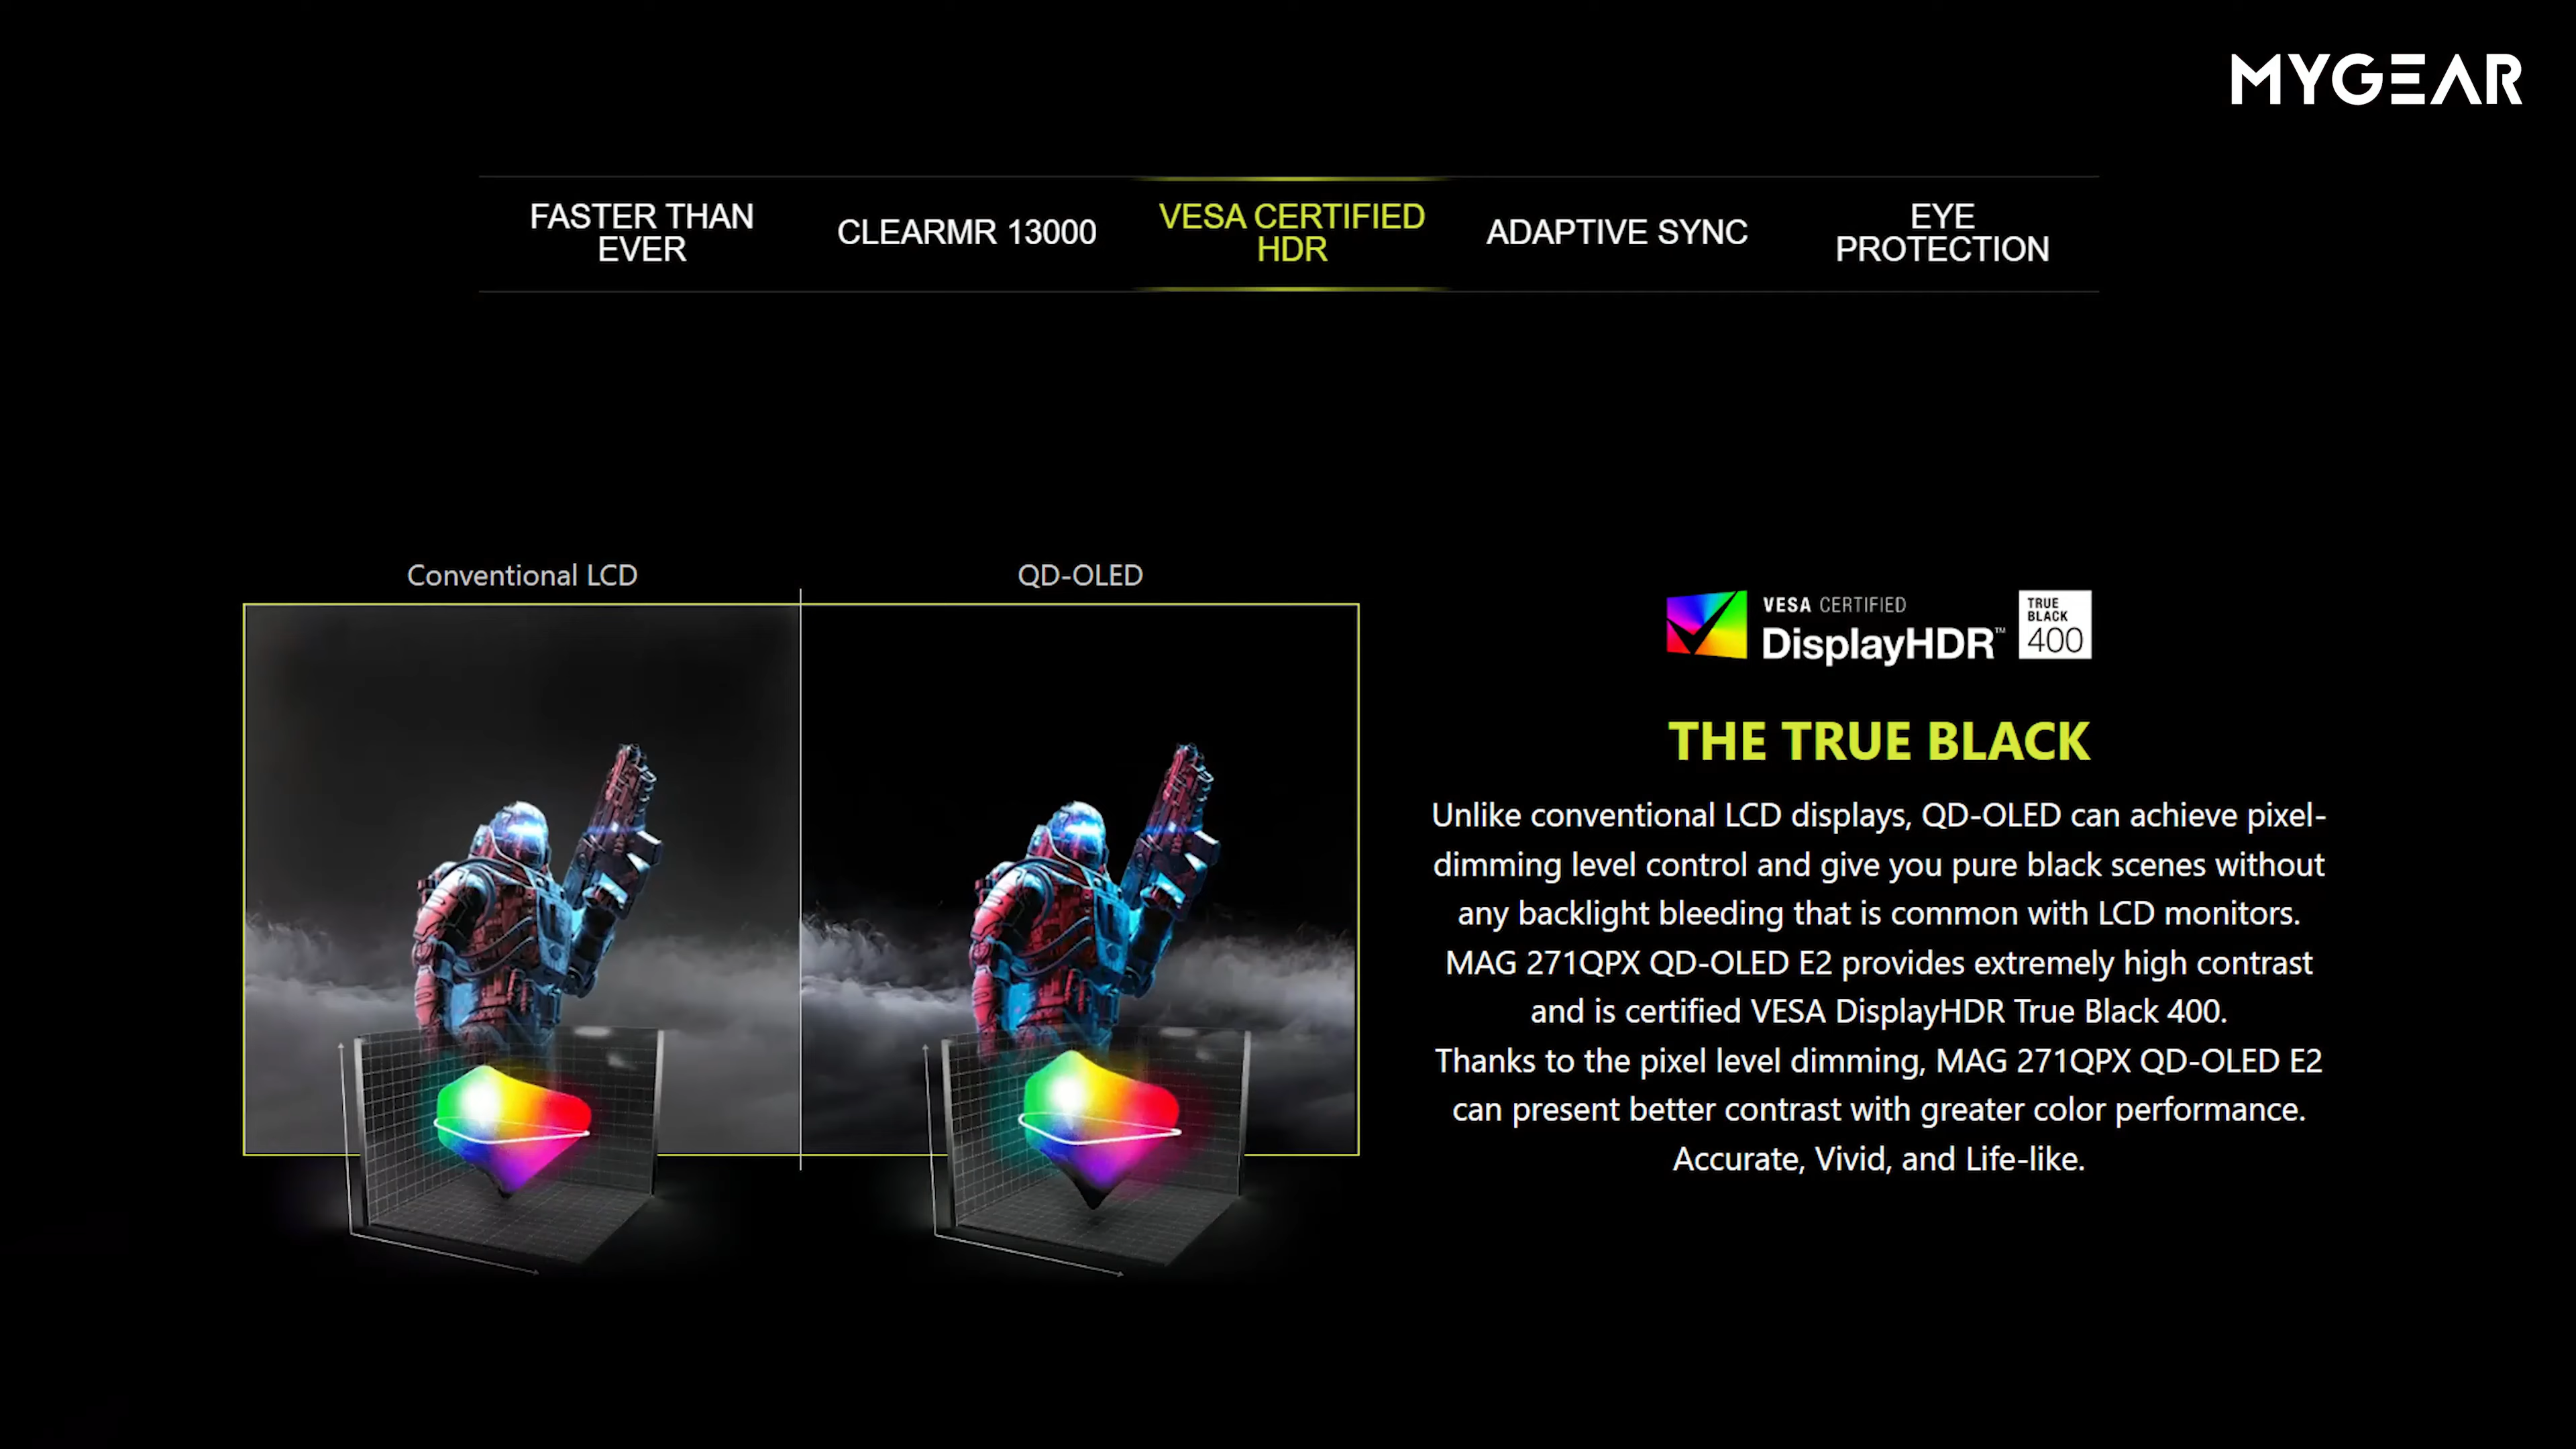 MYGEAR
FASTER THAN
EVER
CLEARMR 13000
VESA CERTIFIED
HDR
ADAPTIVE SYNC
EYE
PROTECTION
Conventional LCD
QD-OLED
VESA CERTIFIED
DisplayHDR™
TRUE
BLACK
400
THE TRUE BLACK
Unlike conventional LCD displays, QD-OLED can achieve pixel-
dimming level control and give you pure black scenes without
any backlight bleeding that is common with LCD monitors.
MAG 271QPX QD-OLED E2 provides extremely high contrast
and is certified VESA DisplayHDR True Black 400.
Thanks to the pixel level dimming, MAG 271QPX QD-OLED E2
can present better contrast with greater color performance.
Accurate, Vivid, and Life-like.